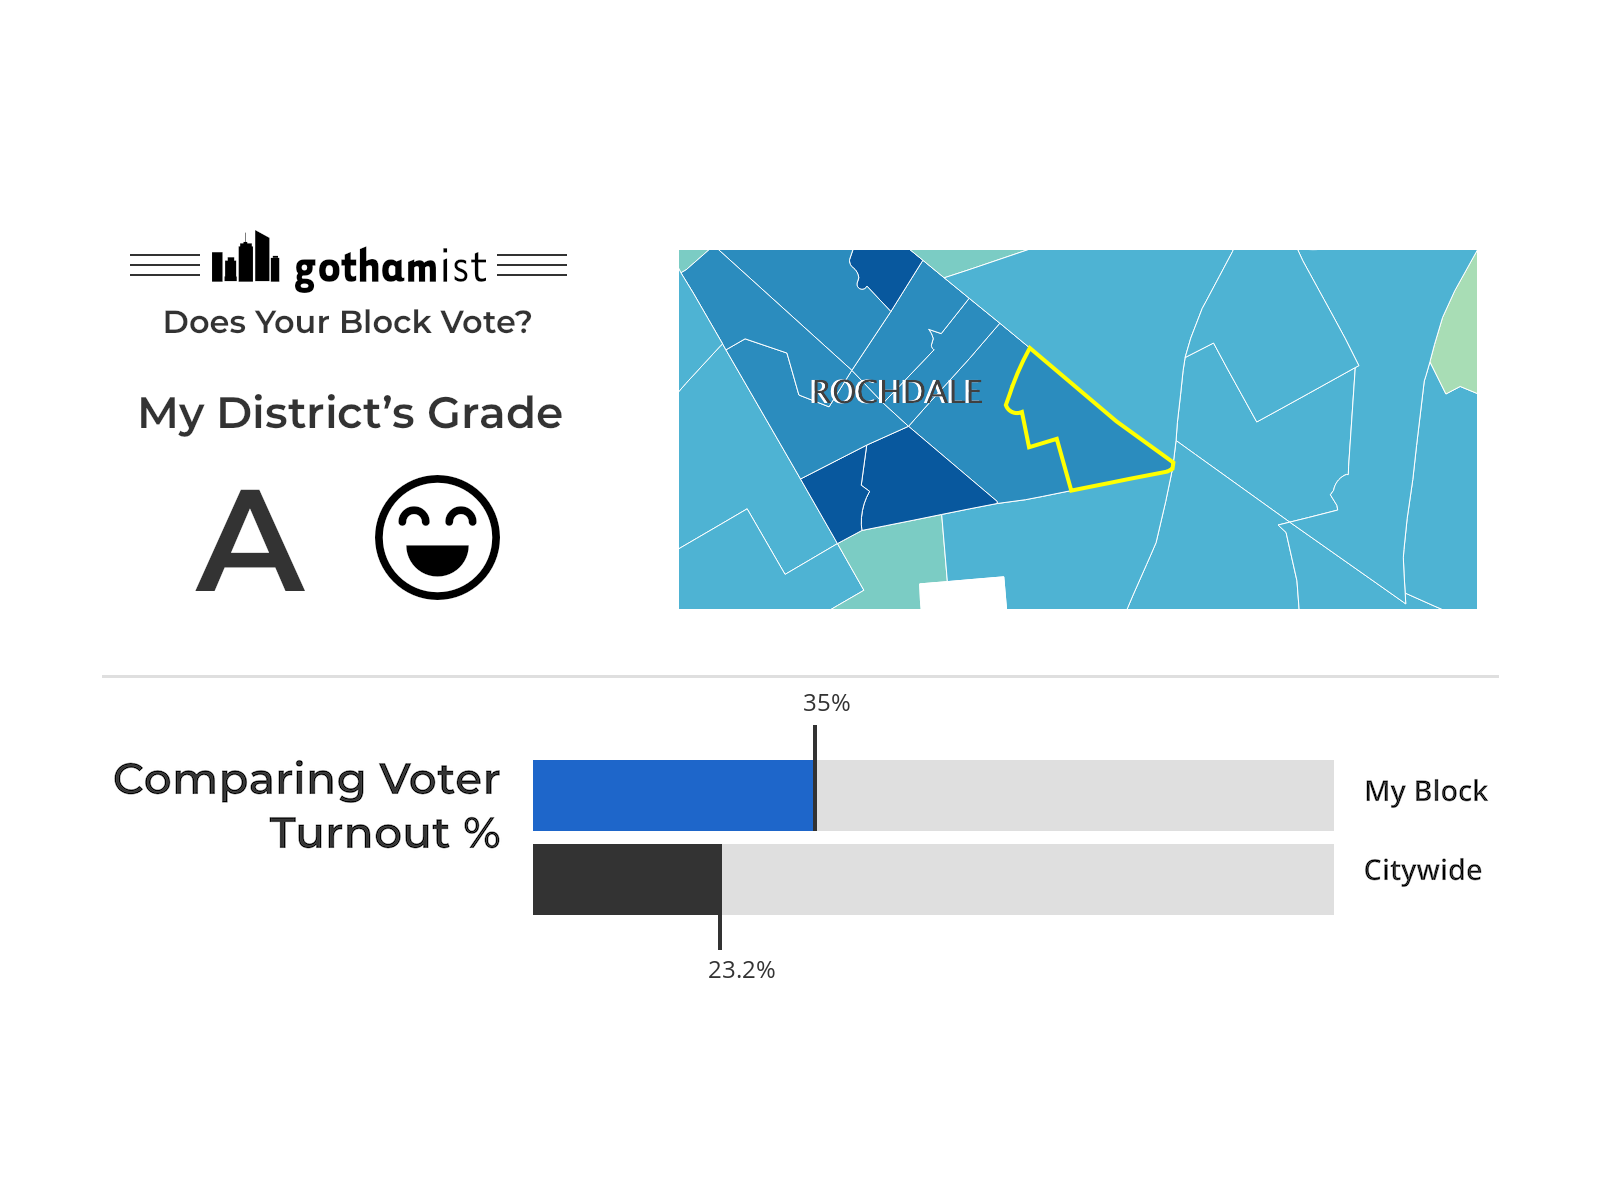 gothamist
Does Your Block Vote?
My District’s Grade
A
ROCHDALE
35%
Comparing Voter
Turnout %
My Block
Citywide
23.2%